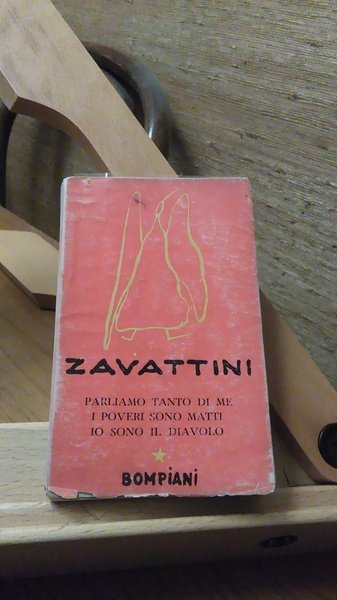 ZAVATTINI
PARLIAMO TANTO DI ME
I POVERI SONO MATTI
IO SONO IL DIAVOLO
BOMPIANI